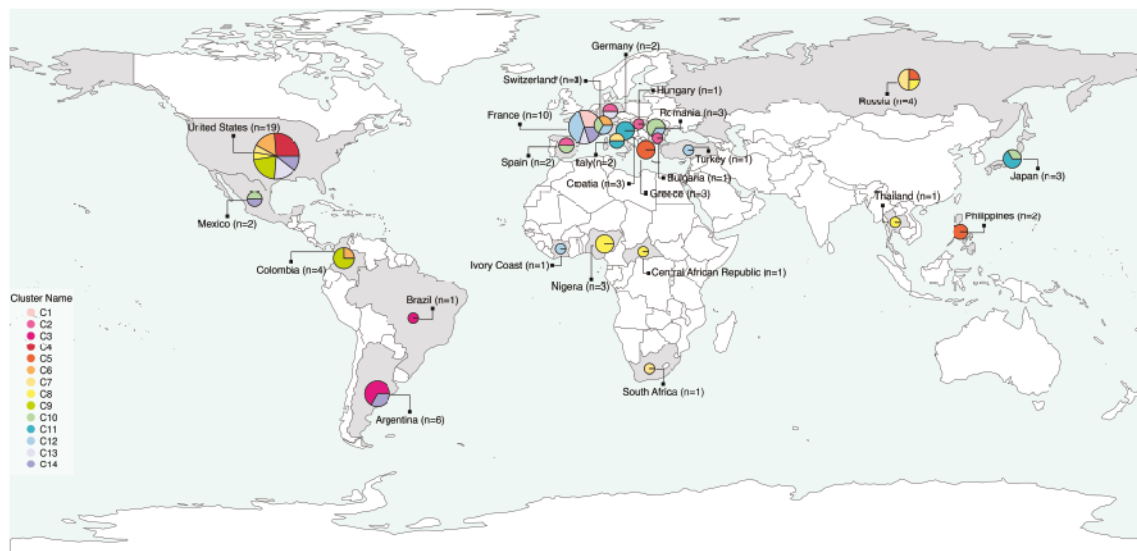 Germany (n=2)
Hungary (n=1)
Romania (n=3)
France (n=10)
Russia (n=4)
United States (n=19)
Spain (n=2)
Italy(n=2)
Turkey (n=1)
Bulgaria (n=1)
Croatia (n=3)
Greece (n=3)
Japan (n=3)
Thailand (n=1)
Philippines (n=2)
Mexico (n=2)
Colombia (n=4)
Ivory Coast (n=1)
Central African Republic (n=1)
Nigera (n=3)
Brazil (n=1)
South Africa (n=1)
Argentina (n=6)
Cluster Name
C1
C2
C3
C4
C5
C6
C7
C8
C9
C10
C11
C12
C13
C14
Switzerland